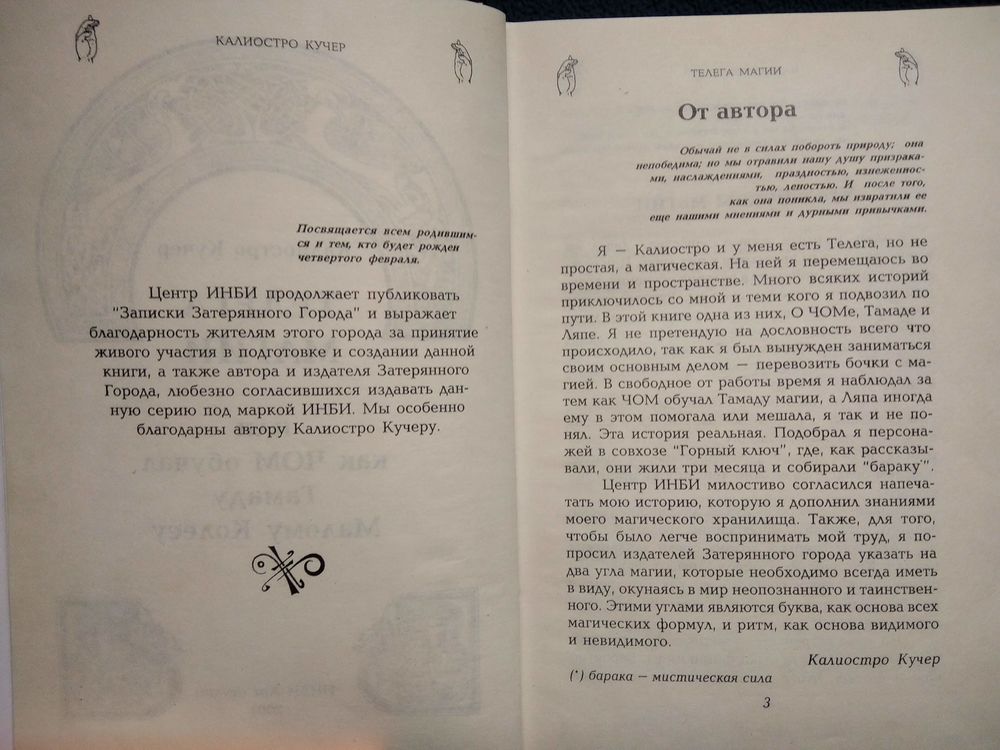 КАЛИОСТРО КУЧЕР
Посвящается всем родившим-
ся и тем, кто будет рожден
четвертого февраля.
Центр ИНБИ продолжает публиковать
"Записки Затерянного Города" и выражает
благодарность жителям этого города за принятие
живого участия в подготовке и создании данной
книги, а также автора и издателя Затерянного
Города, любезно согласившихся издавать дан-
ную серию под маркой ИНБИ. Мы особенно
благодарны автору Калиостро Кучеру.
ТЕЛЕГА МАГИИ
От автора
Обычай не в силах побороть природу; она
непобедима; но мы отравили нашу душу призрака-
ми, наслаждениями, праздностью, изнеженнос-
тью, леностью. И после того,
как она поникла, мы извратили ее
еще нашими мнениями и дурными привычками.
Я – Калиостро и у меня есть Телега, но не
простая, а магическая. На ней я перемещаюсь во
времени и пространстве. Много всяких историй
приключилось со мной и теми кого я подвозил по
пути. В этой книге одна из них, О ЧОМе, Тамаде и
Ляпе. Я не претендую на дословность всего что
происходило, так как я был вынужден заниматься
своим основным делом — перевозить бочки с ма-
гией. В свободное от работы время я наблюдал за
тем как ЧОМ обучал Тамаду магии, а Ляпа иногда
ему в этом помогала или мешала, я так и не по-
нял. Эта история реальная. Подобрал я персона-
жей в совхозе "Горный ключ", где, как рассказы-
вали, они жили три месяца и собирали "бараку*".
Центр ИНБИ милостиво согласился напеча-
тать мою историю, которую я дополнил знаниями
моего магического хранилища. Также, для того,
чтобы было легче воспринимать мой труд, я по-
просил издателей Затерянного города указать на
два угла магии, которые необходимо всегда иметь
в виду, окунаясь в мир неопознанного и таинствен-
ного. Этими углами являются буква, как основа всех
магических формул, и ритм, как основа видимого
и невидимого.
Калиостро Кучер
(*) барака – мистическая сила
3